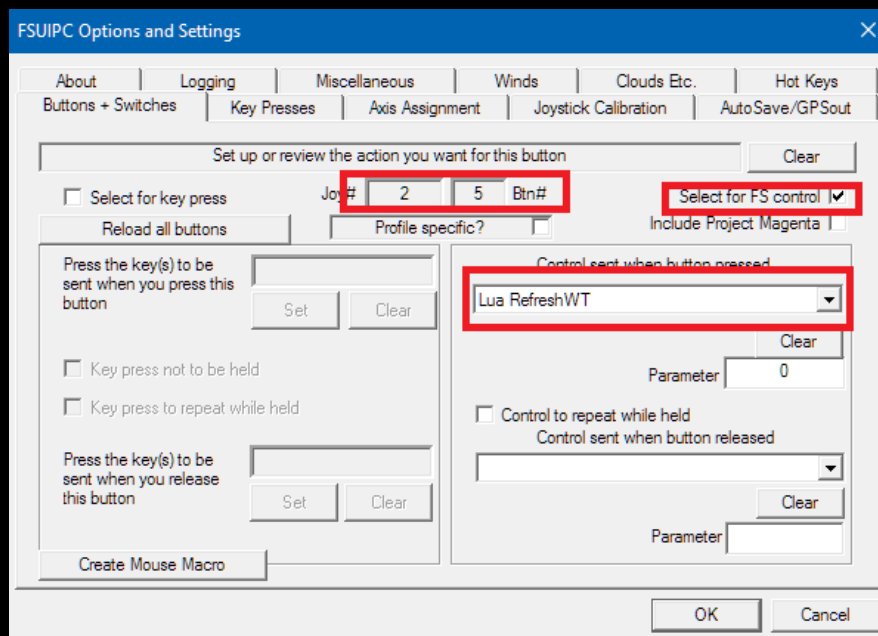 FSUIPC Options and Settings
About Logging Miscellaneous Winds Clouds Etc. Hot Keys
Buttons + Switches Key Presses Axis Assignment Joystick Calibration AutoSave/GPSout
Set up or review the action you want for this button Clear
Select for key press Joy# 2 5 Btn# Select for FS control
Reload all buttons Profile specific? Include Project Magenta
Press the key(s) to be
sent when you press this
button
Set Clear
Key press not to be held
Key press to repeat while held
Press the key(s) to be
sent when you release
this button
Set Clear
Create Mouse Macro
Control sent when button pressed
Lua RefreshWT
Clear
Parameter 0
Control to repeat while held
Control sent when button released
Clear
Parameter
OK Cancel